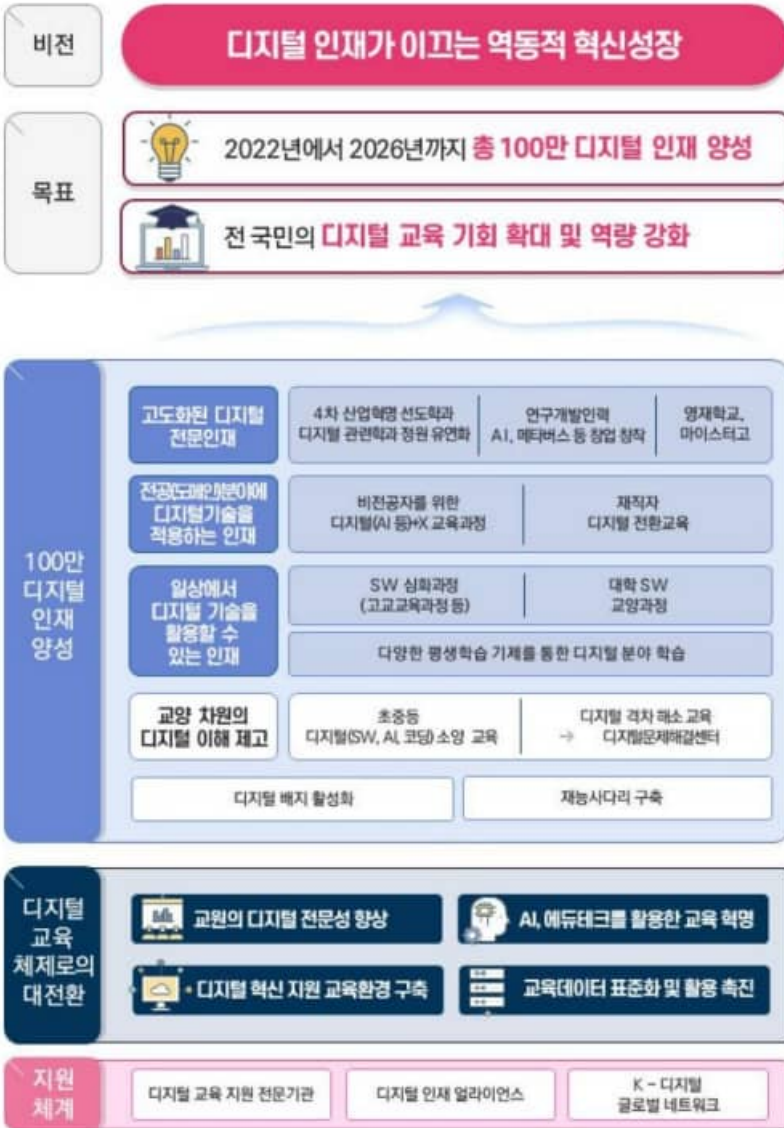 비전
디지털 인재가 이끄는 역동적 혁신성장
목표
2022년에서 2026년까지 총 100만 디지털 인재 양성
전 국민의 디지털 교육 기회 확대 및 역량 강화
100만
디지털
인재
양성
고도화된 디지털
전문인재
4차 산업혁명 선도학과
디지털 관련학과 정원 유연화
연구개발인력
A.I, 메타버스 등 창업 창작
영재학교,
마이스터고
전공(도메인)분야에
디지털기술을
적용하는 인재
비전공자를 위한
디지털(AI 등)+X 교육과정
재직자
디지털 전환교육
일상에서
디지털 기술을
활용할 수
있는 인재
SW 심화과정
(고교교육과정 등)
대학 SW
교양과정
다양한 평생학습 기제를 통한 디지털 분야 학습
교양 차원의
디지털 이해 제고
초중등
디지털(SW, AI, 코딩) 소양 교육
디지털 격차 해소 교육
→ 디지털문제해결센터
디지털 배지 활성화
재능사다리 구축
디지털
교육
체제로의
대전환
교원의 디지털 전문성 향상
AI, 에듀테크를 활용한 교육 혁명
디지털 혁신 지원 교육환경 구축
교육데이터 표준화 및 활용 촉진
지원
체계
디지털 교육 지원 전문기관
디지털 인재 얼라이언스
K - 디지털
글로벌 네트워크